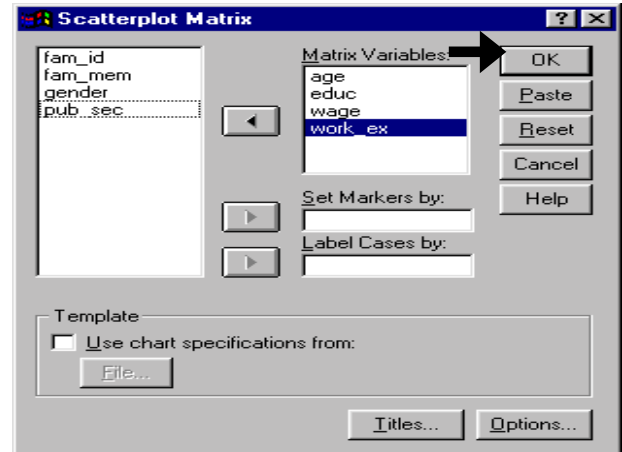 Scatterplot Matrix
fam_id
fam_mem
gender
pub_sec
Matrix Variables:
age
educ
wage
work_ex
Set Markers by:
Label Cases by:
OK
Paste
Reset
Cancel
Help
Template
Use chart specifications from:
File...
Titles...
Options...